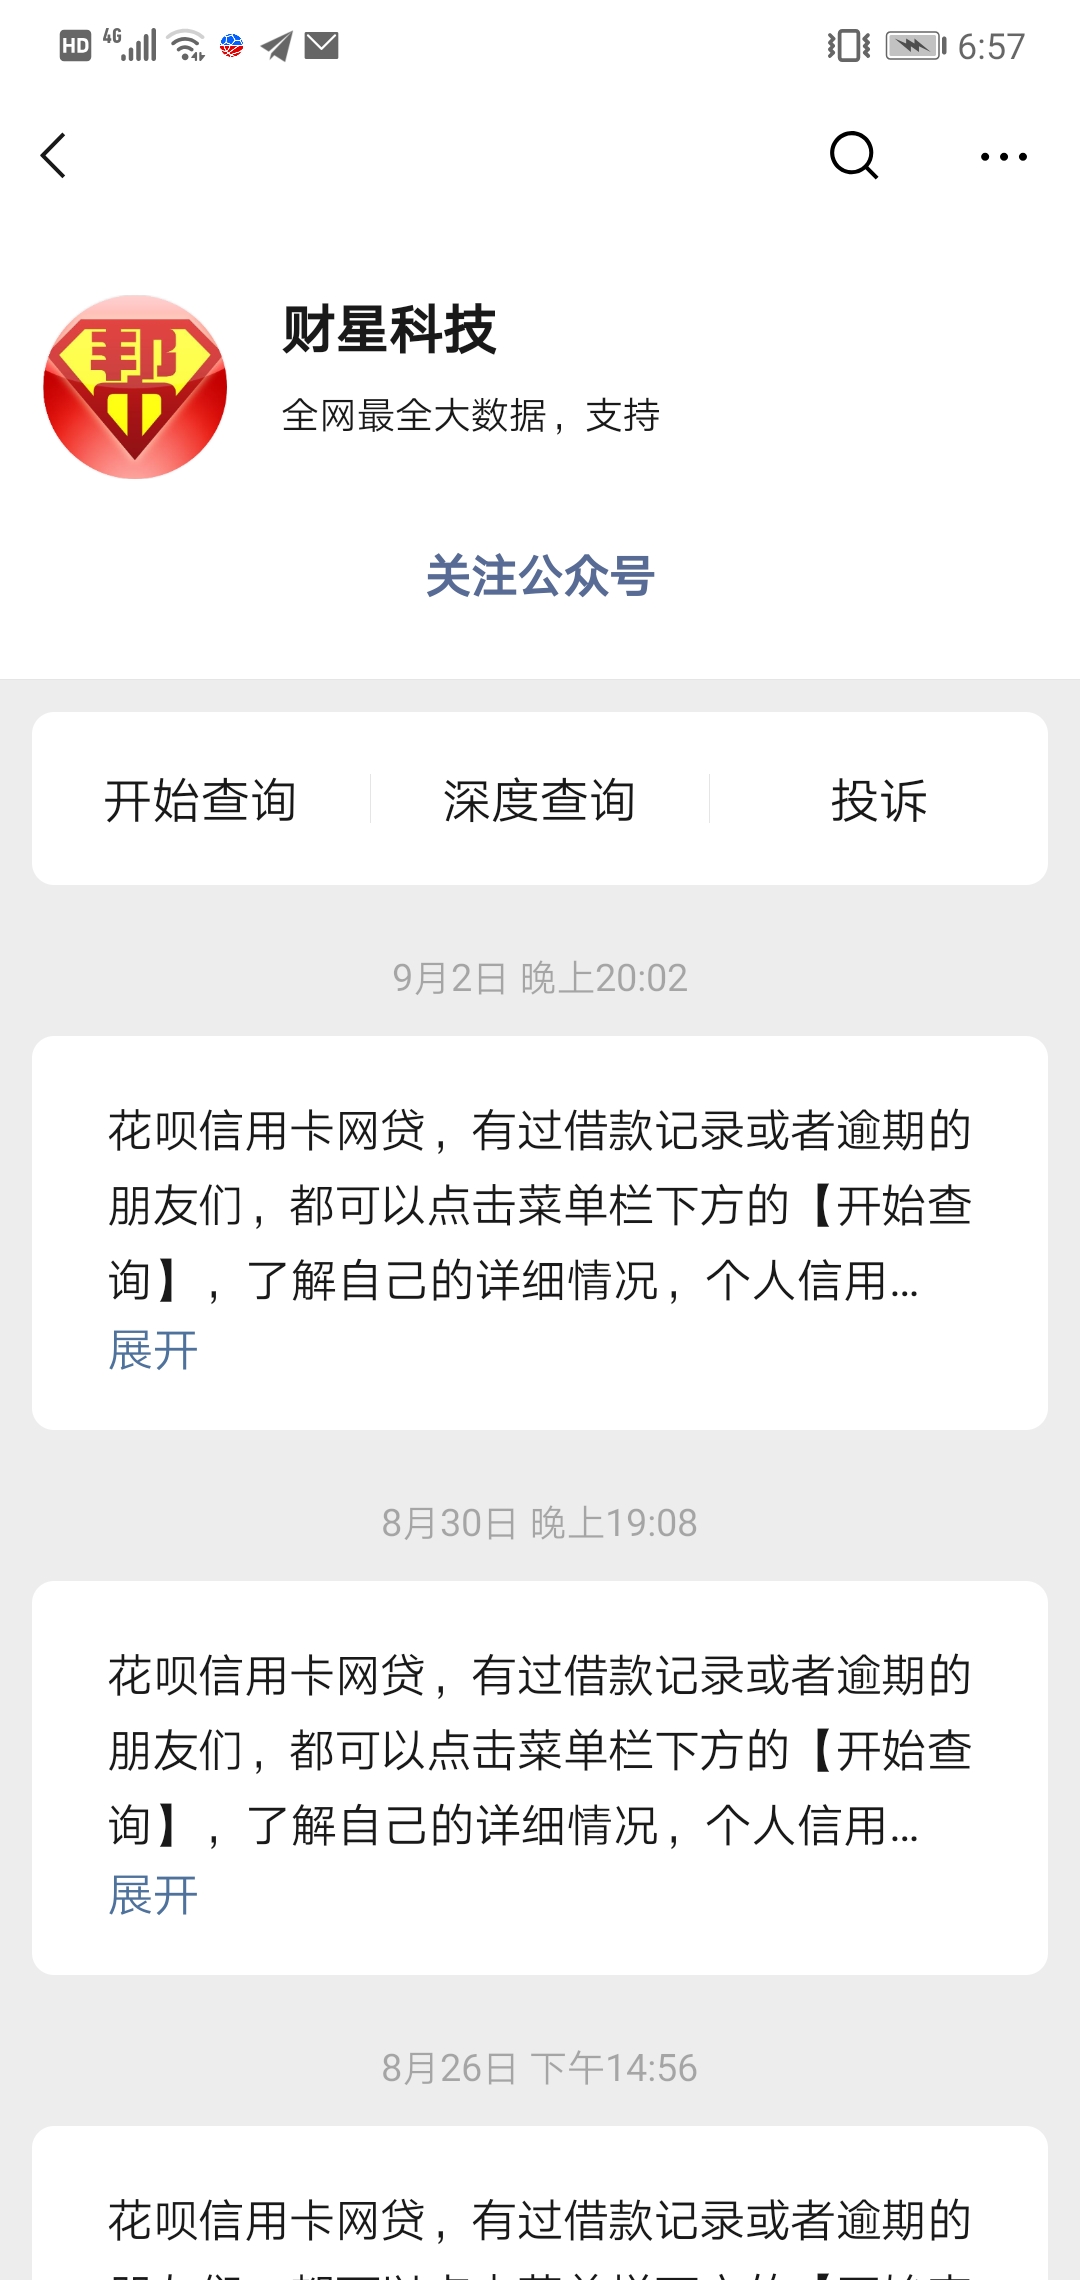 HD 4G 6:57
帮
财星科技
全网最全大数据，支持
关注公众号
开始查询 深度查询 投诉
9月2日 晚上20:02
花呗信用卡网贷，有过借款记录或者逾期的
朋友们，都可以点击菜单栏下方的【开始查
询】，了解自己的详细情况，个人信用...
展开
8月30日 晚上19:08
花呗信用卡网贷，有过借款记录或者逾期的
朋友们，都可以点击菜单栏下方的【开始查
询】，了解自己的详细情况，个人信用...
展开
8月26日 下午14:56
花呗信用卡网贷，有过借款记录或者逾期的